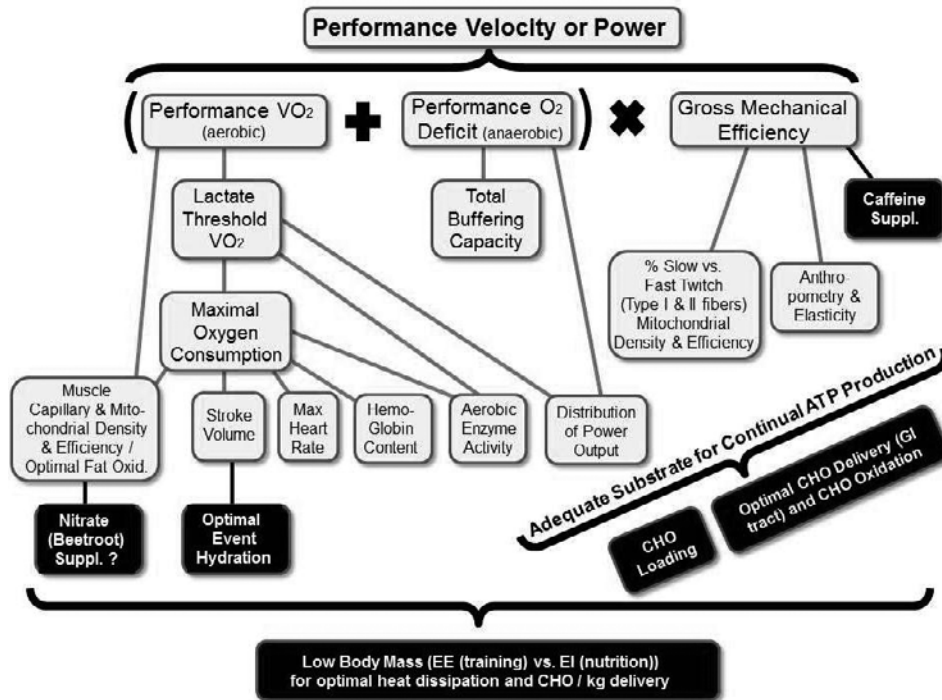 Performance Velocity or Power
(
Performance VO₂
(aerobic)
+
Performance O₂
Deficit (anaerobic)
)
×
Gross Mechanical
Efficiency
Lactate
Threshold
VO₂
Total
Buffering
Capacity
Caffeine
Suppl.
% Slow vs.
Fast Twitch
(Type I & II fibers)
Mitochondrial
Density & Efficiency
Anthro-
pometry &
Elasticity
Maximal
Oxygen
Consumption
Muscle
Capillary & Mito-
chondrial Density
& Efficiency /
Optimal Fat Oxid.
Stroke
Volume
Max
Heart
Rate
Hemo-
Globin
Content
Aerobic
Enzyme
Activity
Distribution
of Power
Output
Adequate Substrate for Continual ATP Production
Nitrate
(Beetroot)
Suppl. ?
Optimal
Event
Hydration
CHO
Loading
Optimal CHO Delivery (GI
tract) and CHO Oxidation
Low Body Mass (EE (training) vs. EI (nutrition))
for optimal heat dissipation and CHO / kg delivery